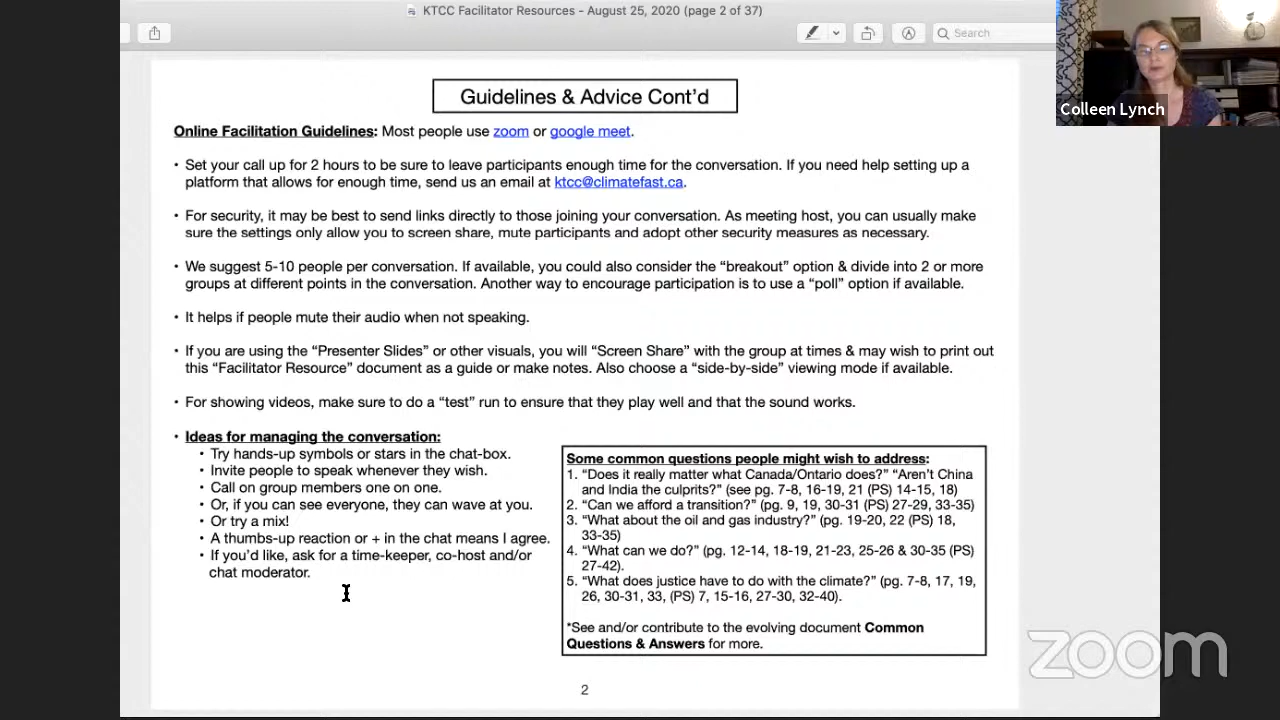 KTCC Facilitator Resources - August 25, 2020 (page 2 of 37)
Search
Colleen Lynch
Guidelines & Advice Cont’d
Online Facilitation Guidelines: Most people use zoom or google meet.
• Set your call up for 2 hours to be sure to leave participants enough time for the conversation. If you need help setting up a
platform that allows for enough time, send us an email at ktcc@climatefast.ca.
• For security, it may be best to send links directly to those joining your conversation. As meeting host, you can usually make
sure the settings only allow you to screen share, mute participants and adopt other security measures as necessary.
• We suggest 5-10 people per conversation. If available, you could also consider the “breakout” option & divide into 2 or more
groups at different points in the conversation. Another way to encourage participation is to use a “poll” option if available.
• It helps if people mute their audio when not speaking.
• If you are using the “Presenter Slides” or other visuals, you will “Screen Share” with the group at times & may wish to print out
this “Facilitator Resource” document as a guide or make notes. Also choose a “side-by-side” viewing mode if available.
• For showing videos, make sure to do a “test” run to ensure that they play well and that the sound works.
• Ideas for managing the conversation:
• Try hands-up symbols or stars in the chat-box.
• Invite people to speak whenever they wish.
• Call on group members one on one.
• Or, if you can see everyone, they can wave at you.
• Or try a mix!
• A thumbs-up reaction or + in the chat means I agree.
• If you’d like, ask for a time-keeper, co-host and/or
chat moderator.
Some common questions people might wish to address:
1. “Does it really matter what Canada/Ontario does?” “Aren’t China
and India the culprits?” (see pg. 7-8, 16-19, 21 (PS) 14-15, 18)
2. “Can we afford a transition?” (pg. 9, 19, 30-31 (PS) 27-29, 33-35)
3. “What about the oil and gas industry?” (pg. 19-20, 22 (PS) 18,
33-35)
4. “What can we do?” (pg. 12-14, 18-19, 21-23, 25-26 & 30-35 (PS)
27-42).
5. “What does justice have to do with the climate?” (pg. 7-8, 17, 19,
26, 30-31, 33, (PS) 7, 15-16, 27-30, 32-40).
*See and/or contribute to the evolving document Common
Questions & Answers for more.
2
zoom